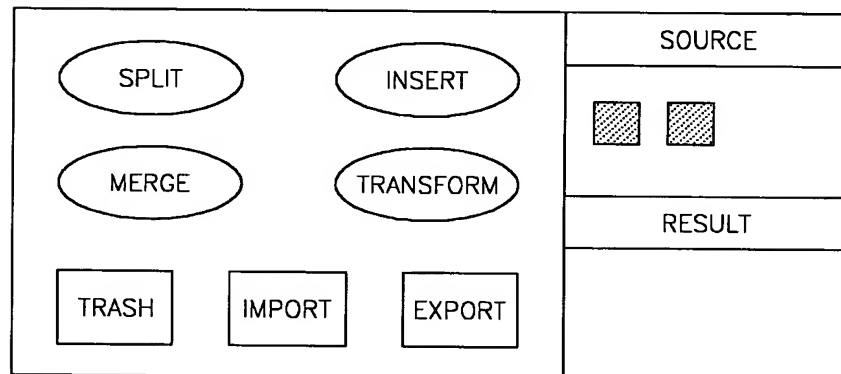 SPLIT
INSERT
MERGE
TRANSFORM
TRASH
IMPORT
EXPORT
SOURCE
RESULT